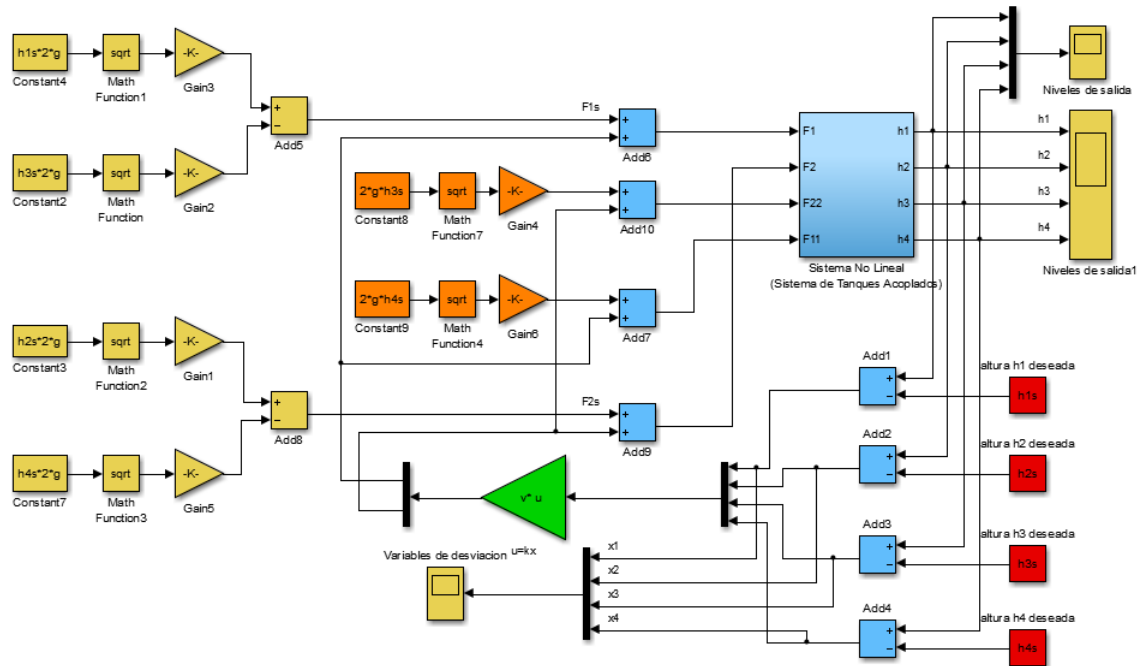 h1s*2*g
sqrt
-K-
Constant4
Math
Function1
Gain3
+
−
Add5
h3s*2*g
sqrt
-K-
Constant2
Math
Function
Gain2
F1s
+
+
Add6
2*g*h3s
sqrt
-K-
Constant8
Math
Function7
Gain4
+
+
Add10
2*g*h4s
sqrt
-K-
Constant9
Math
Function4
Gain6
+
+
Add7
h2s*2*g
sqrt
-K-
Constant3
Math
Function2
Gain1
+
−
Add8
h4s*2*g
sqrt
-K-
Constant7
Math
Function3
Gain5
F2s
+
+
Add9
F1
F2
F22
F11
h1
h2
h3
h4
Sistema No Lineal
(Sistema de Tanques Acoplados)
Niveles de salida
h1
h2
h3
h4
Niveles de salida1
Add1
+
−
altura h1 deseada
h1s
Add2
+
−
altura h2 deseada
h2s
Add3
+
−
altura h3 deseada
h3s
Add4
+
−
altura h4 deseada
h4s
v* u
u=kx
Variables de desviacion
x1
x2
x3
x4